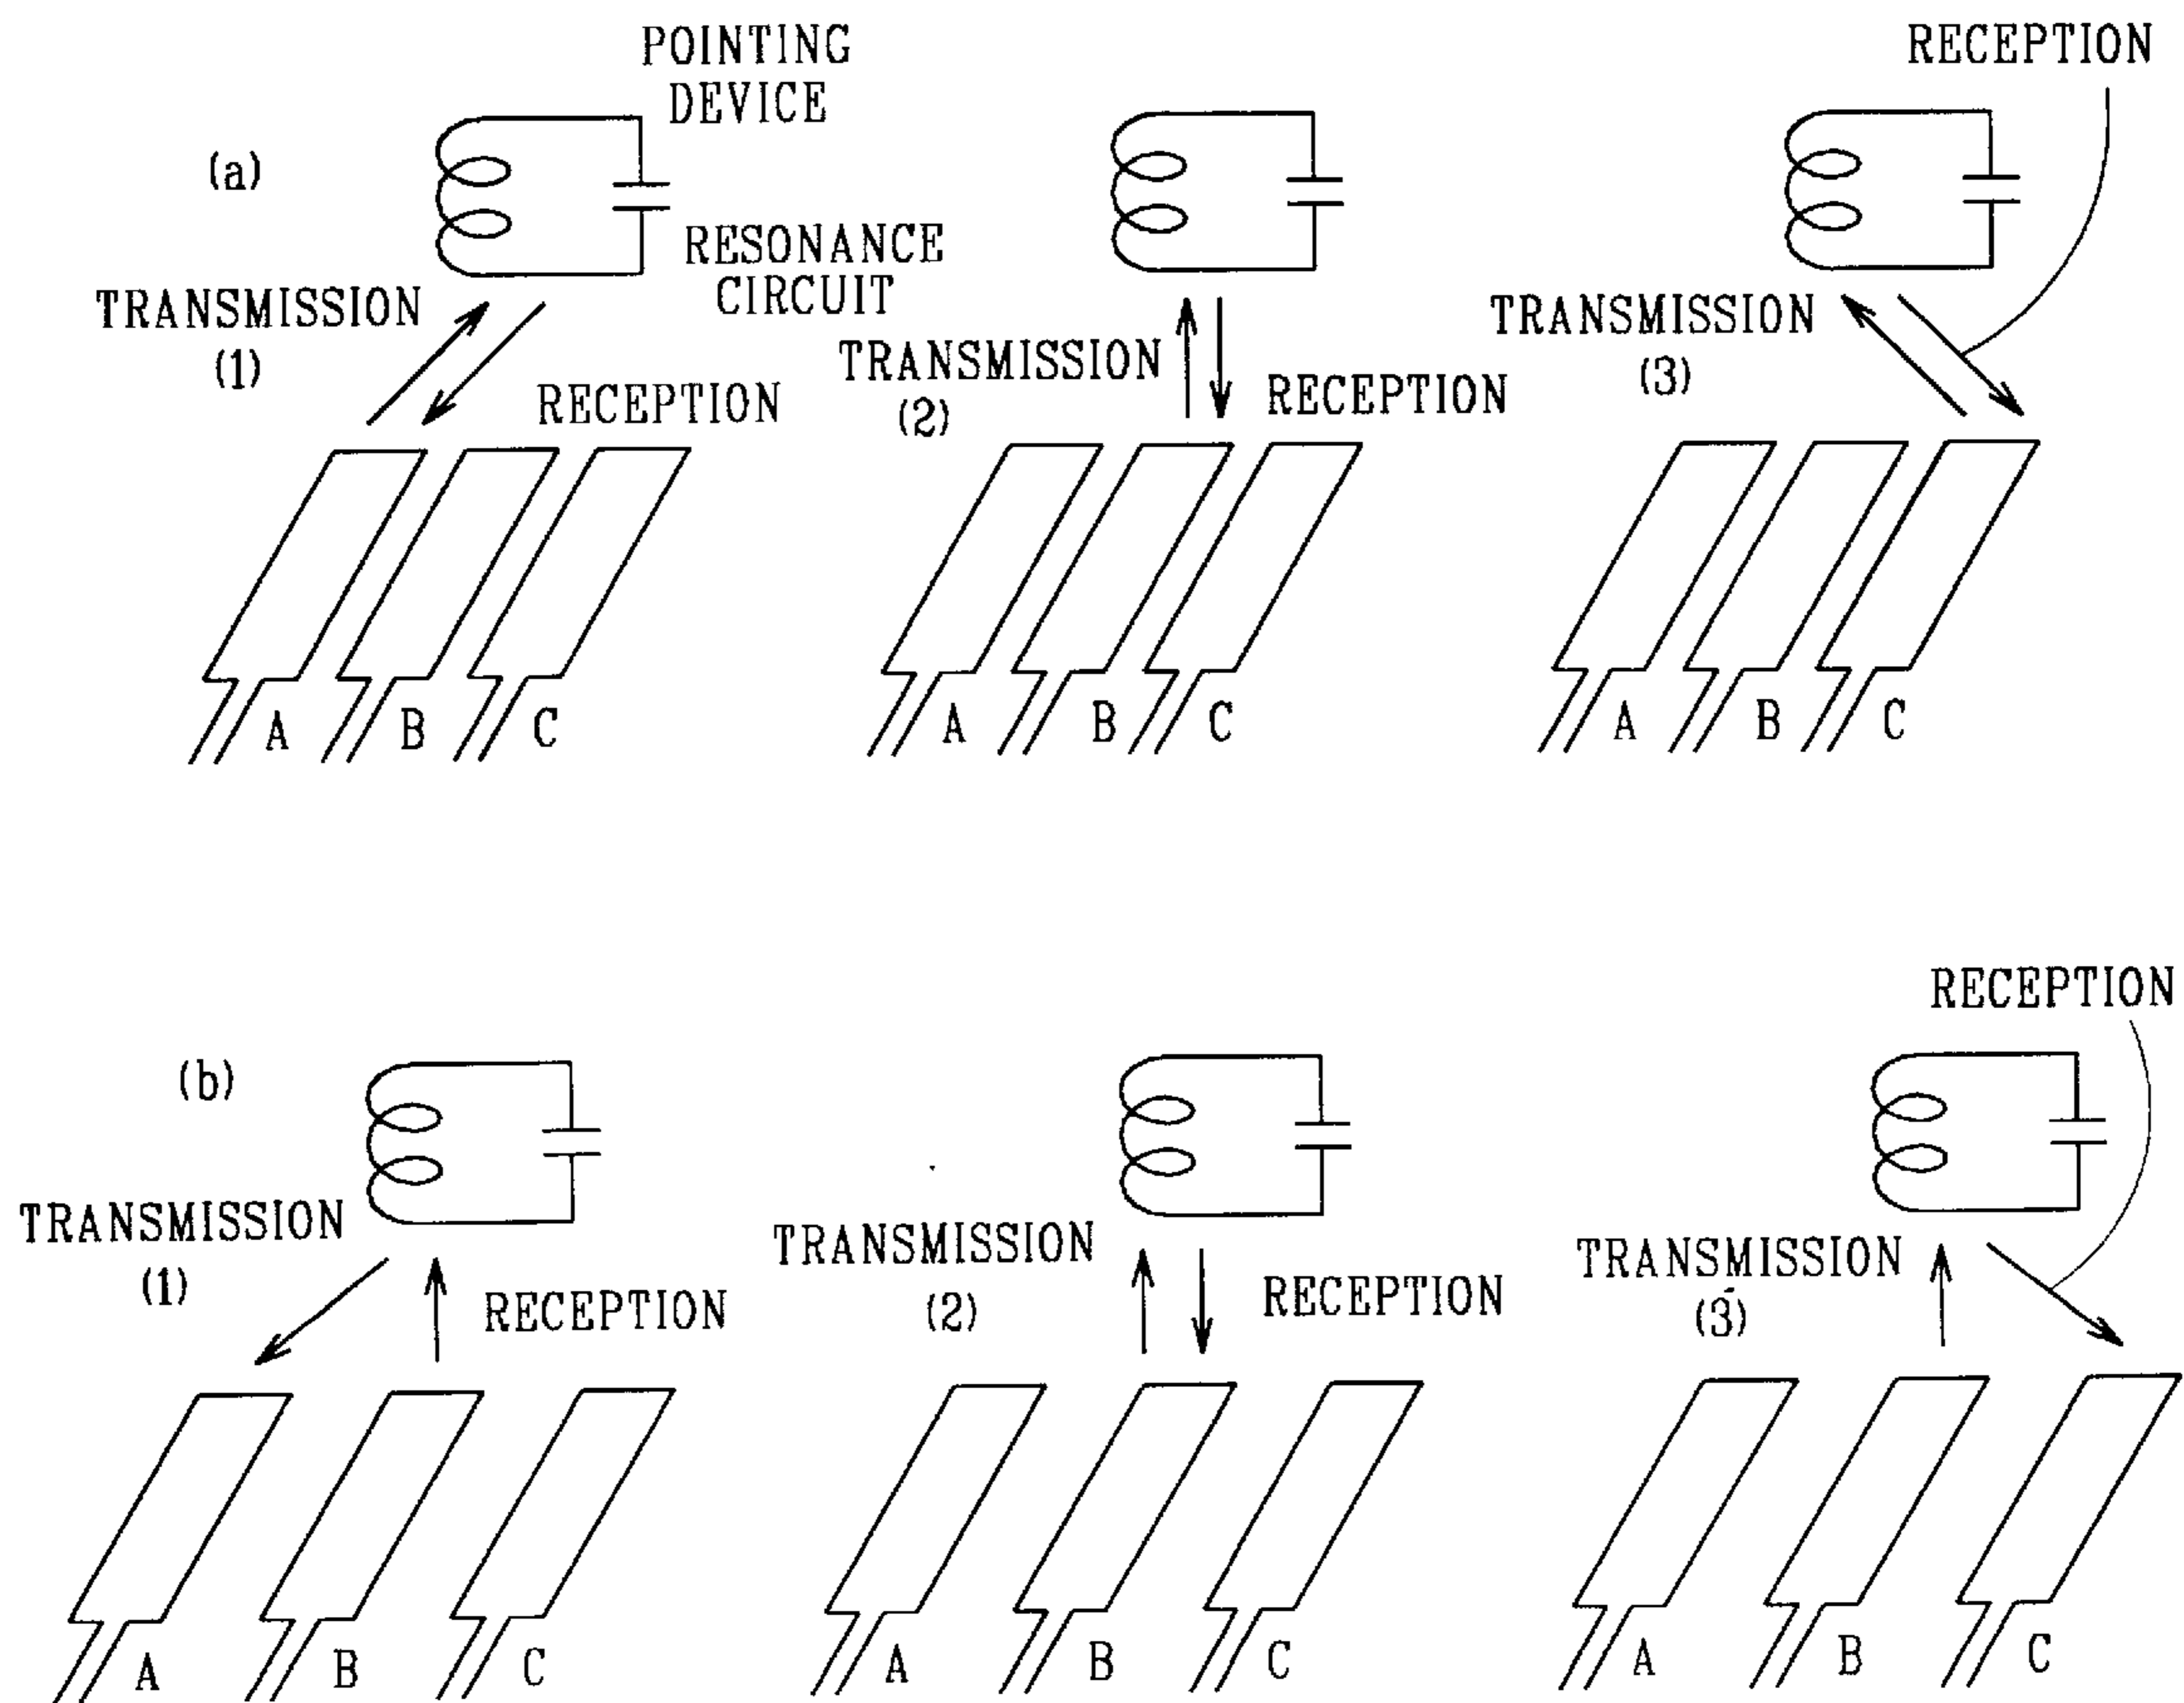 (a)
POINTING
DEVICE
RESONANCE
CIRCUIT
TRANSMISSION
(1)
RECEPTION
A B C
TRANSMISSION
(2)
RECEPTION
A B C
RECEPTION
TRANSMISSION
(3)
A B C
(b)
TRANSMISSION
(1)
RECEPTION
A B C
TRANSMISSION
(2)
RECEPTION
A B C
RECEPTION
TRANSMISSION
(3)
A B C